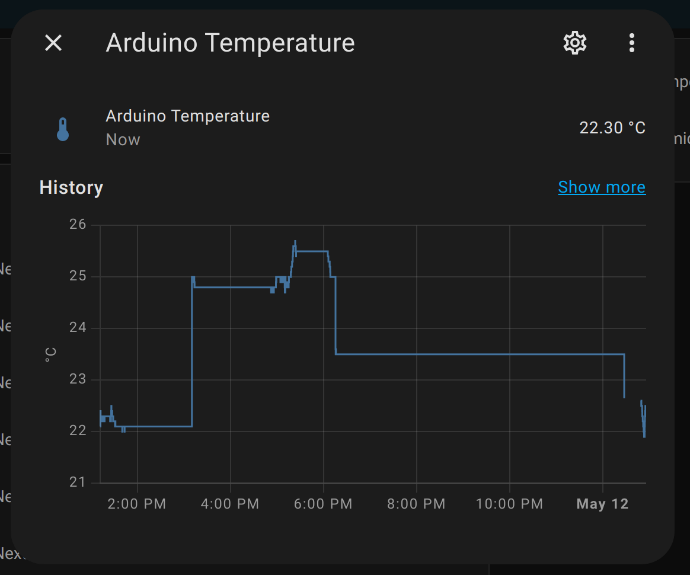 Arduino Temperature
Arduino Temperature
Now
22.30 °C
History
Show more
26
25
24
23
22
21
°C
2:00 PM
4:00 PM
6:00 PM
8:00 PM
10:00 PM
May 12